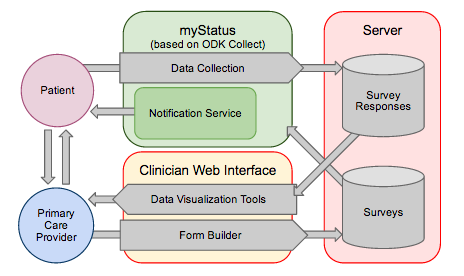 myStatus
(based on ODK Collect)
Server
Data Collection
Patient
Survey
Responses
Notification Service
Clinician Web Interface
Data Visualization Tools
Primary
Care
Provider
Surveys
Form Builder